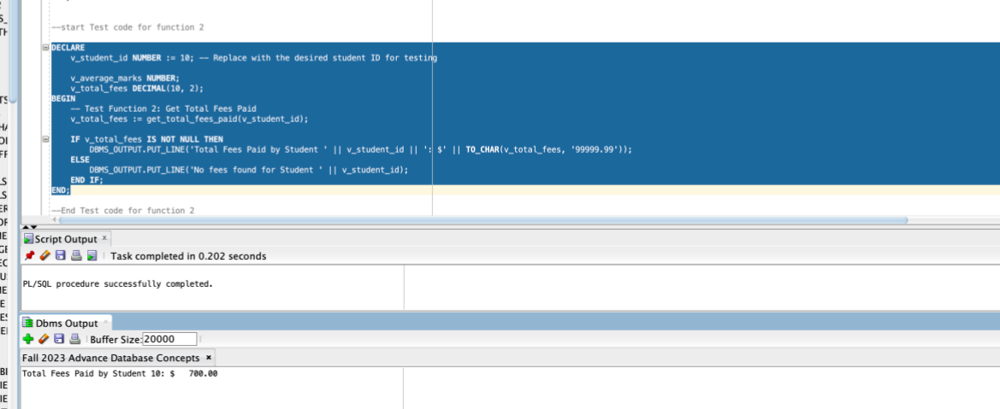 --start Test code for function 2
DECLARE
v_student_id NUMBER := 10; -- Replace with the desired student ID for testing
v_average_marks NUMBER;
v_total_fees DECIMAL(10, 2);
BEGIN
-- Test Function 2: Get Total Fees Paid
v_total_fees := get_total_fees_paid(v_student_id);
IF v_total_fees IS NOT NULL THEN
DBMS_OUTPUT.PUT_LINE('Total Fees Paid by Student ' || v_student_id || ': $' || TO_CHAR(v_total_fees, '99999.99'));
ELSE
DBMS_OUTPUT.PUT_LINE('No fees found for Student ' || v_student_id);
END IF;
END;
--End Test code for function 2
Script Output
Task completed in 0.202 seconds
PL/SQL procedure successfully completed.
Dbms Output
Buffer Size: 20000
Fall 2023 Advance Database Concepts
Total Fees Paid by Student 10: $   700.00